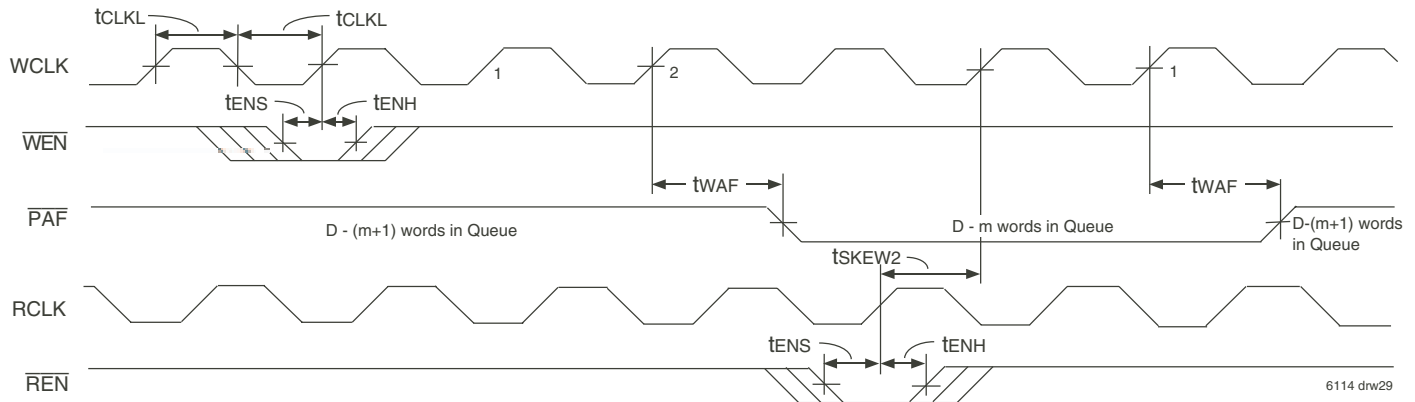 tCLKL
tCLKL
WCLK
1
2
1
tENS
tENH
WEN
tWAF
tWAF
PAF
D - (m+1) words in Queue
D - m words in Queue
D-(m+1) words
in Queue
tSKEW2
RCLK
tENS
tENH
REN
6114 drw29